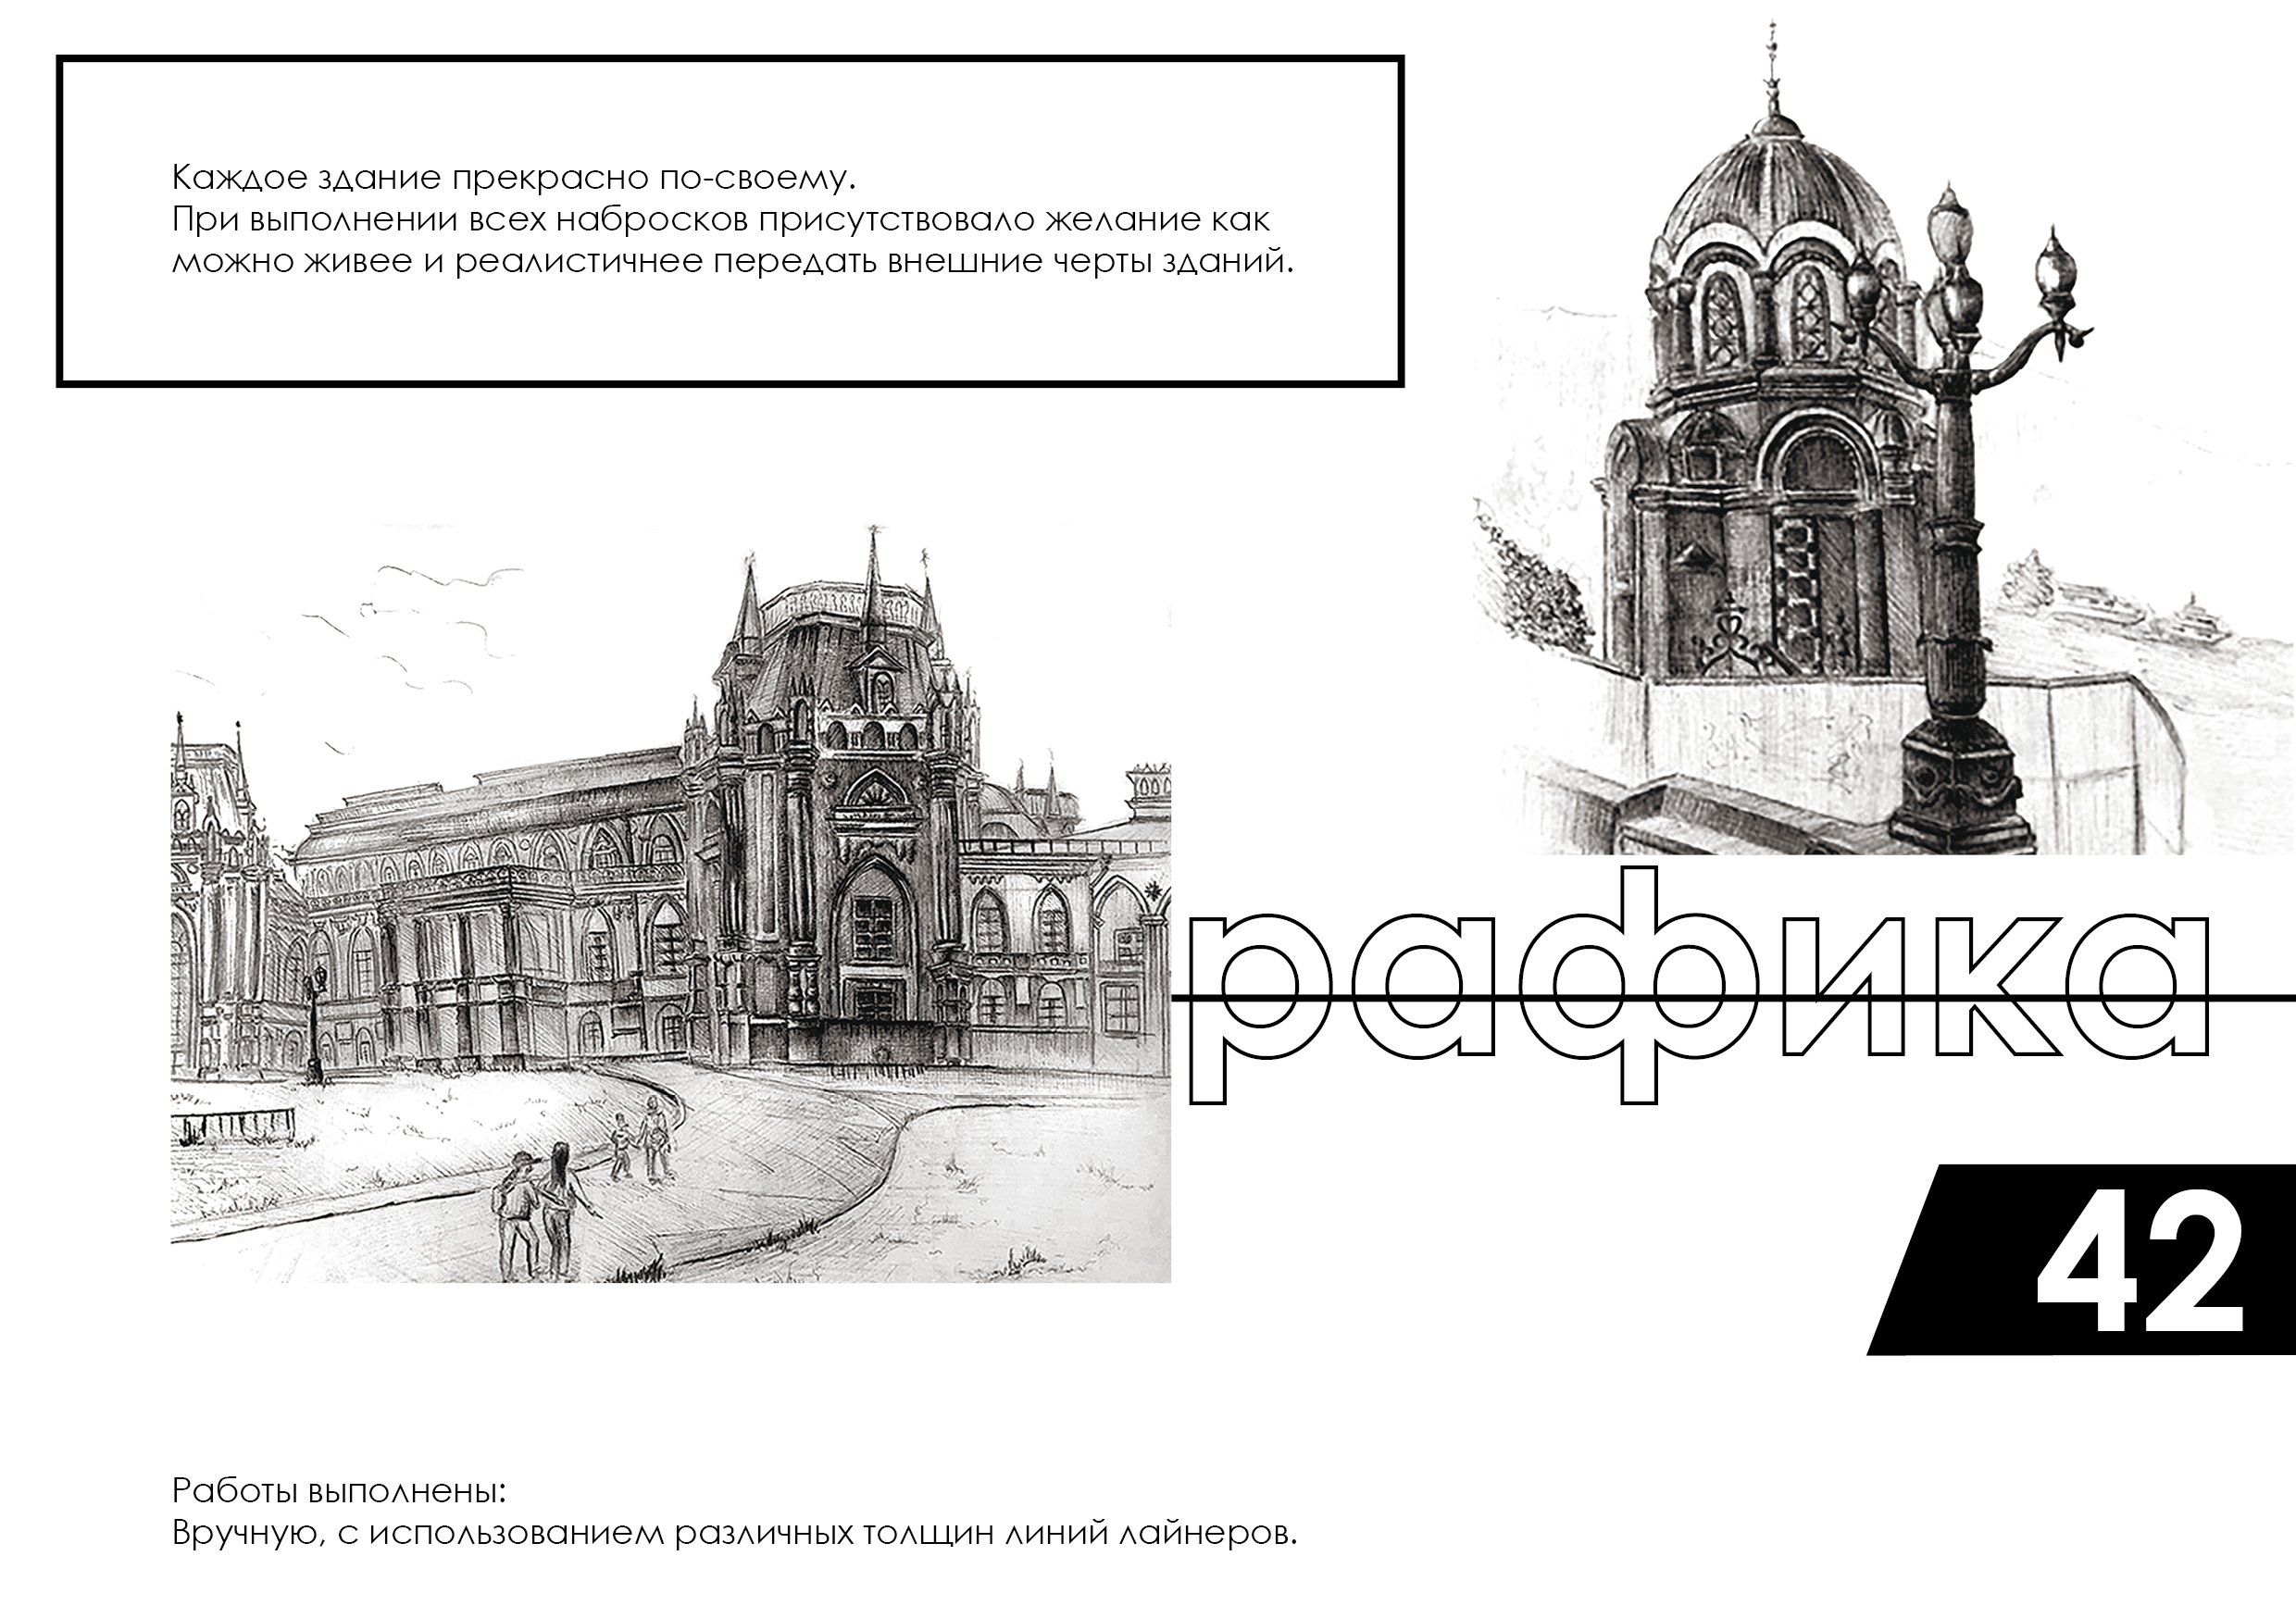 Каждое здание прекрасно по-своему.
При выполнении всех набросков присутствовало желание как
можно живее и реалистичнее передать внешние черты зданий.
рафика
42
Работы выполнены:
Вручную, с использованием различных толщин линий лайнеров.